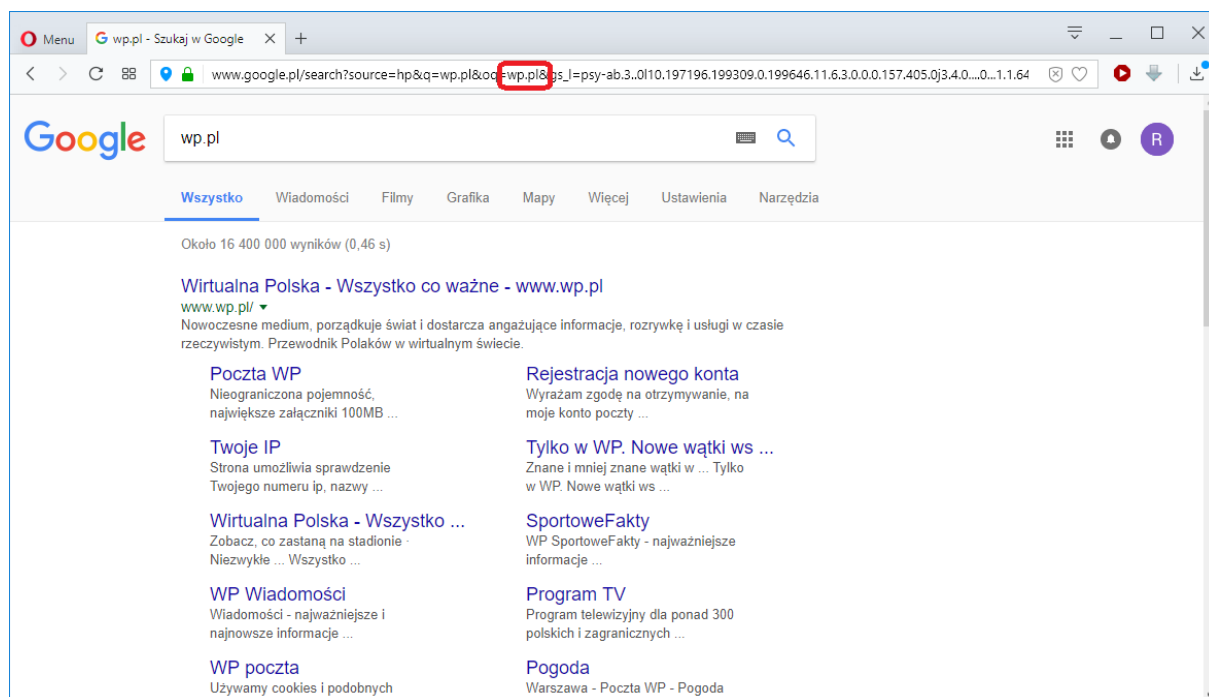 Menu
wp.pl - Szukaj w Google
www.google.pl/search?source=hp&q=wp.pl&oq=wp.pl&gs_l=psy-ab.3..0l10.197196.199309.0.199646.11.6.3.0.0.0.157.405.0j3.4.0....0...1.1.64
Google
wp.pl
R
Wszystko Wiadomości Filmy Grafika Mapy Więcej Ustawienia Narzędzia
Około 16 400 000 wyników (0,46 s)
Wirtualna Polska - Wszystko co ważne - www.wp.pl
www.wp.pl/
Nowoczesne medium, porządkuje świat i dostarcza angażujące informacje, rozrywkę i usługi w czasie
rzeczywistym. Przewodnik Polaków w wirtualnym świecie.
Poczta WP
Nieograniczona pojemność,
największe załączniki 100MB ...
Rejestracja nowego konta
Wyrażam zgodę na otrzymywanie, na
moje konto poczty ...
Twoje IP
Strona umożliwia sprawdzenie
Twojego numeru ip, nazwy ...
Tylko w WP. Nowe wątki ws ...
Znane i mniej znane wątki w ... Tylko
w WP. Nowe wątki ws ...
Wirtualna Polska - Wszystko ...
Zobacz, co zastaną na stadionie ·
Niezwykłe ... Wszystko ...
SportoweFakty
WP SportoweFakty - najważniejsze
informacje ...
WP Wiadomości
Wiadomości - najważniejsze i
najnowsze informacje ...
Program TV
Program telewizyjny dla ponad 300
polskich i zagranicznych ...
WP poczta
Używamy cookies i podobnych
Pogoda
Warszawa - Poczta WP - Pogoda